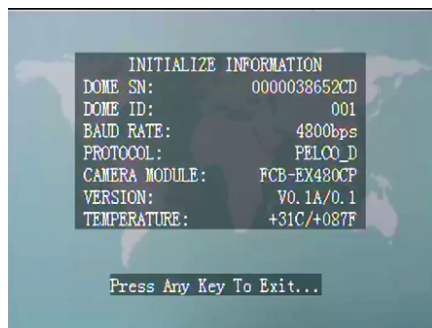 INITIALIZE INFORMATION
DOME SN: 0000038652CD
DOME ID: 001
BAUD RATE: 4800bps
PROTOCOL: PELCO_D
CAMERA MODULE: FCB-EX480CP
VERSION: V0.1A/0.1
TEMPERATURE: +31C/+087F
Press Any Key To Exit...